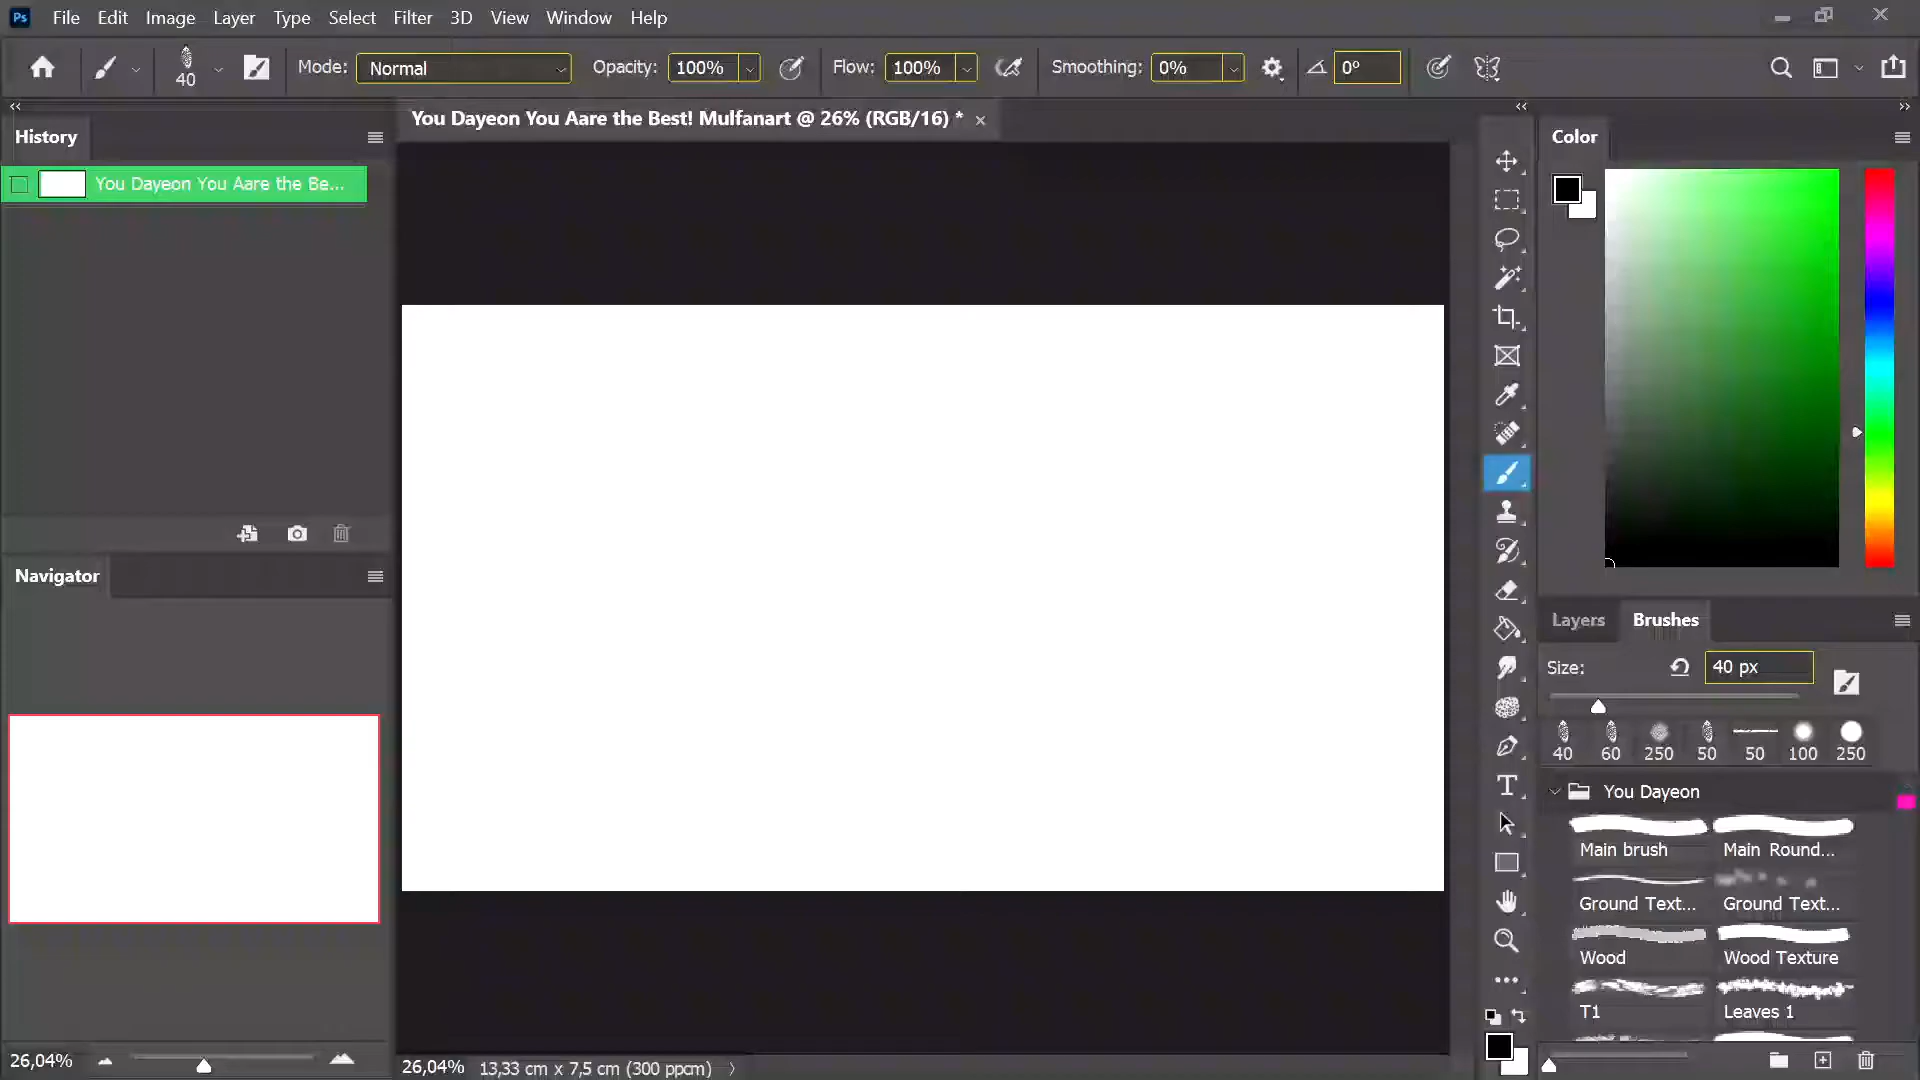 Ps File Edit Image Layer Type Select Filter 3D View Window Help
40 Mode: Normal Opacity: 100% Flow: 100% Smoothing: 0% 0°
You Dayeon You Aare the Best! Mulfanart @ 26% (RGB/16) *
History
You Dayeon You Aare the Be...
Navigator
26,04%
26,04% 13,33 cm x 7,5 cm (300 ppcm)
T
Color
Layers Brushes
Size: 40 px
40 60 250 50 50 100 250
You Dayeon
Main brush Main Round...
Ground Text... Ground Text...
Wood Wood Texture
T1 Leaves 1